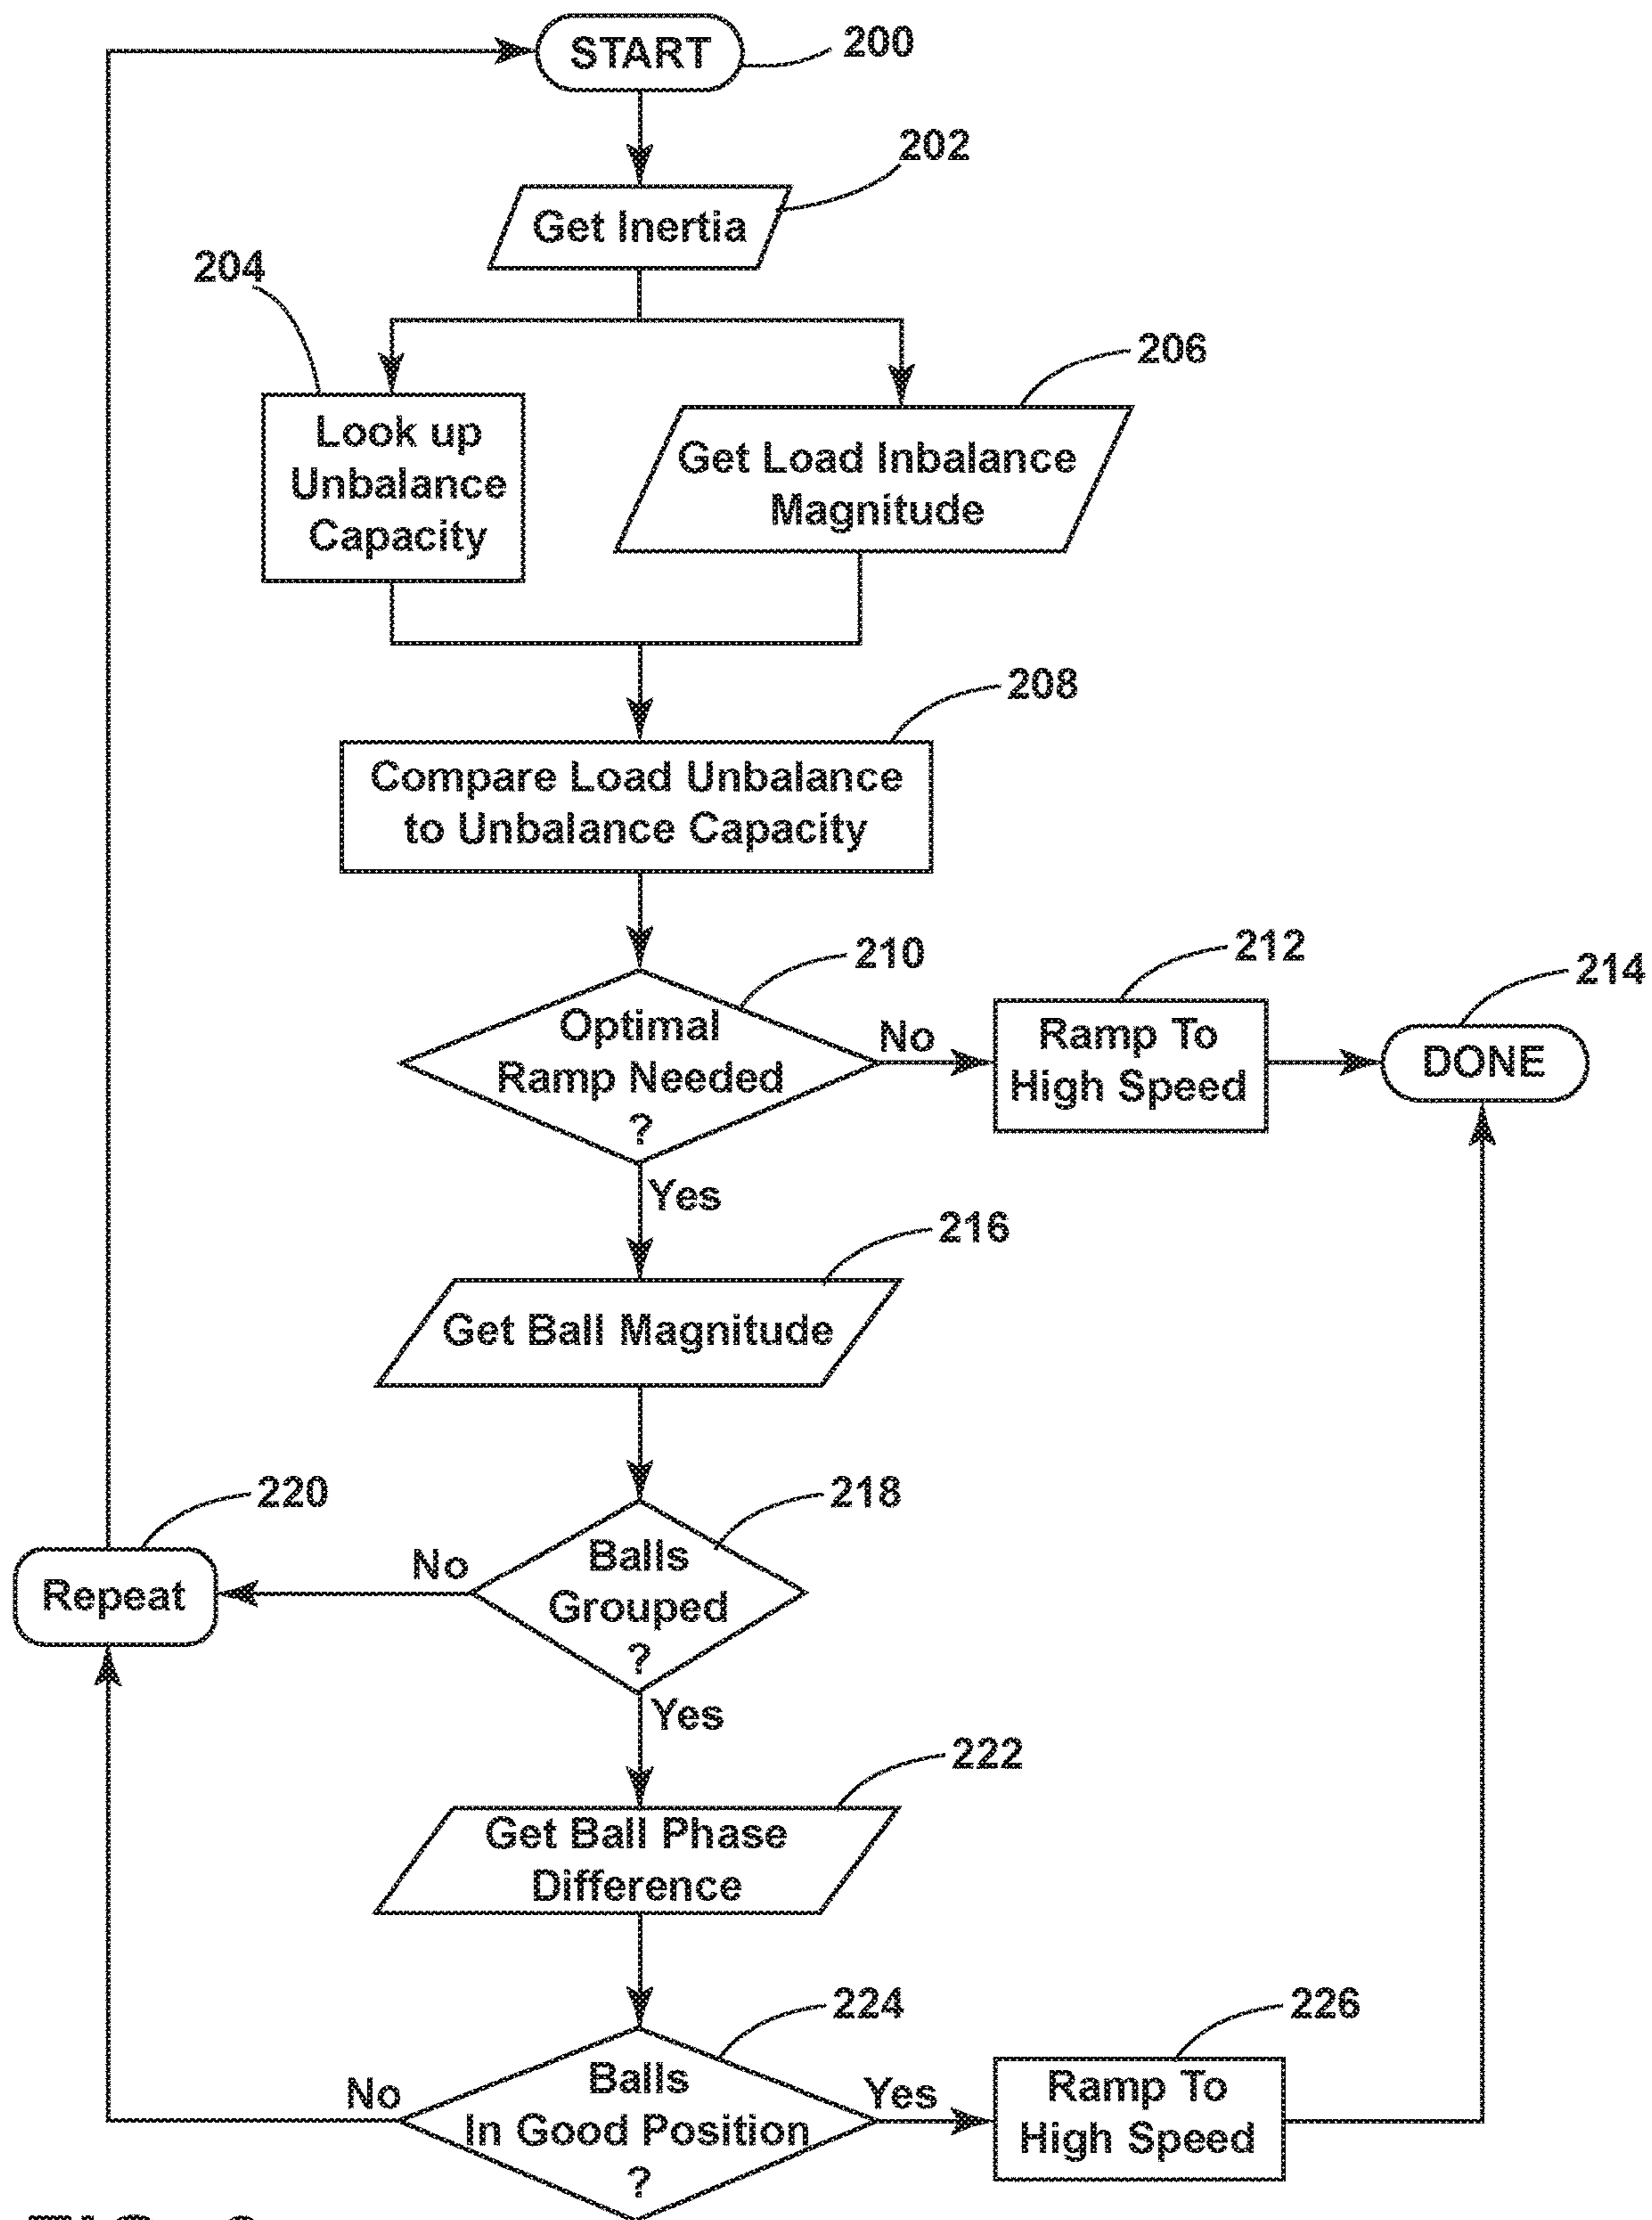 START
200
202
Get Inertia
204
206
Look up
Unbalance
Capacity
Get Load Inbalance
Magnitude
208
Compare Load Unbalance
to Unbalance Capacity
210
Optimal
Ramp Needed
?
No
212
Ramp To
High Speed
214
DONE
Yes
216
Get Ball Magnitude
218
Balls
Grouped
?
No
220
Repeat
Yes
222
Get Ball Phase
Difference
224
Balls
In Good Position
?
No
Yes
226
Ramp To
High Speed